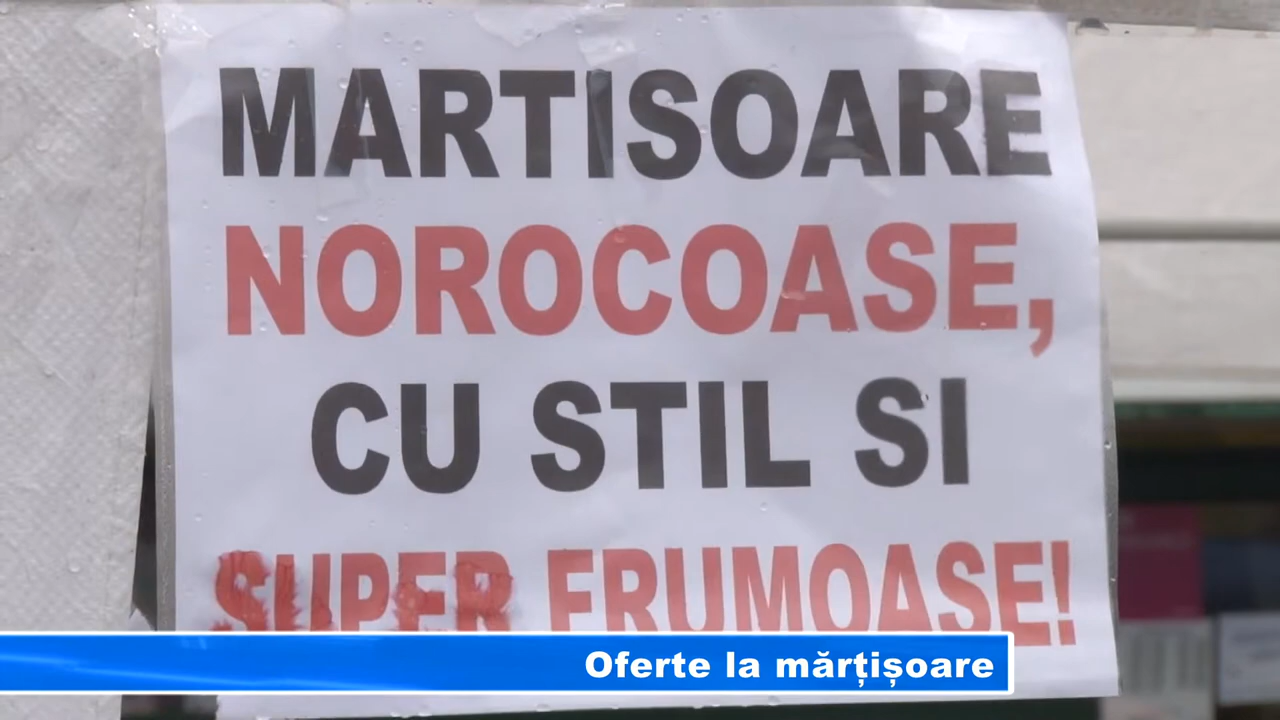 MARTISOARE
NOROCOASE,
CU STIL SI
SUPER FRUMOASE!
Oferte la mărțișoare